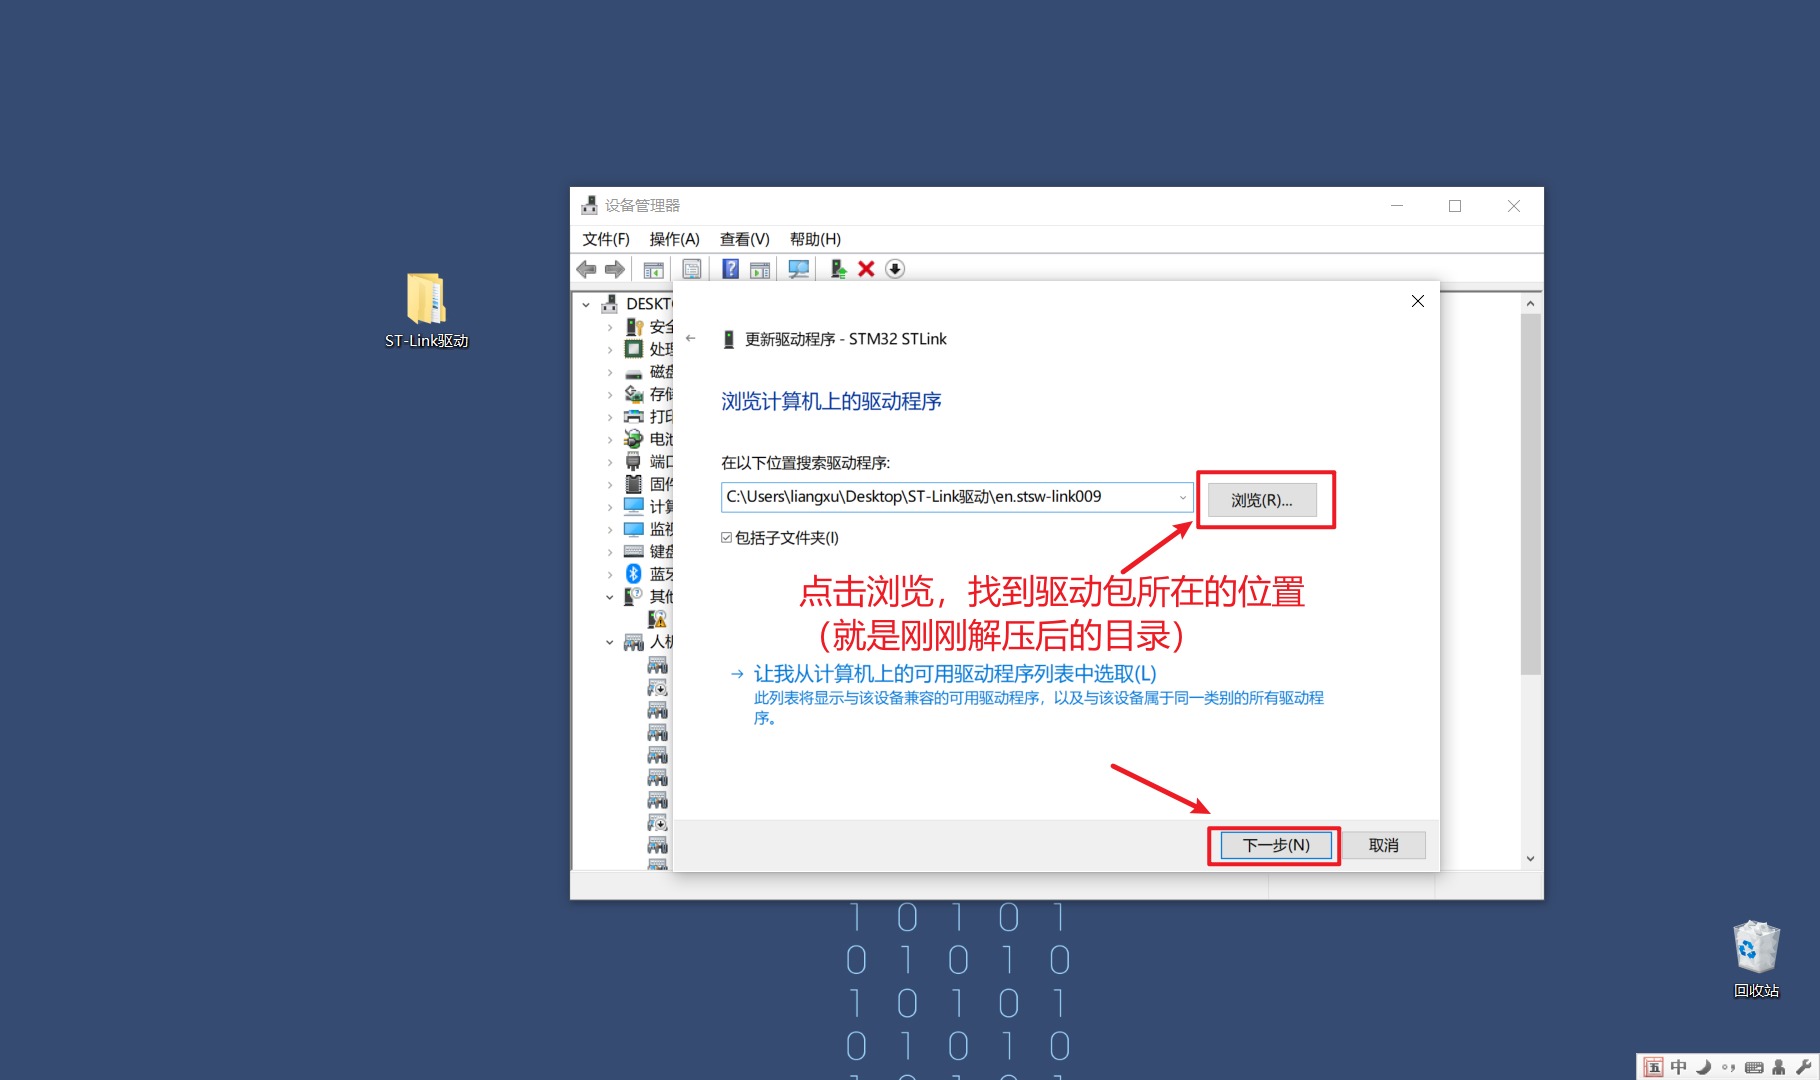 设备管理器
文件(F) 操作(A) 查看(V) 帮助(H)
DESKT
安全
处理
磁盘
存储
打印
电池
端口
固件
计算
监视
键盘
蓝牙
其他
人机
更新驱动程序 - STM32 STLink
浏览计算机上的驱动程序
在以下位置搜索驱动程序:
C:\Users\liangxu\Desktop\ST-Link驱动\en.stsw-link009
浏览(R)...
包括子文件夹(I)
点击浏览，找到驱动包所在的位置
（就是刚刚解压后的目录）
让我从计算机上的可用驱动程序列表中选取(L)
此列表将显示与该设备兼容的可用驱动程序，以及与该设备属于同一类别的所有驱动程
序。
下一步(N) 取消
ST-Link驱动
1 0 1 0 1
0 1 0 1 0
1 0 1 0 1
0 1 0 1 0
回收站
五 中